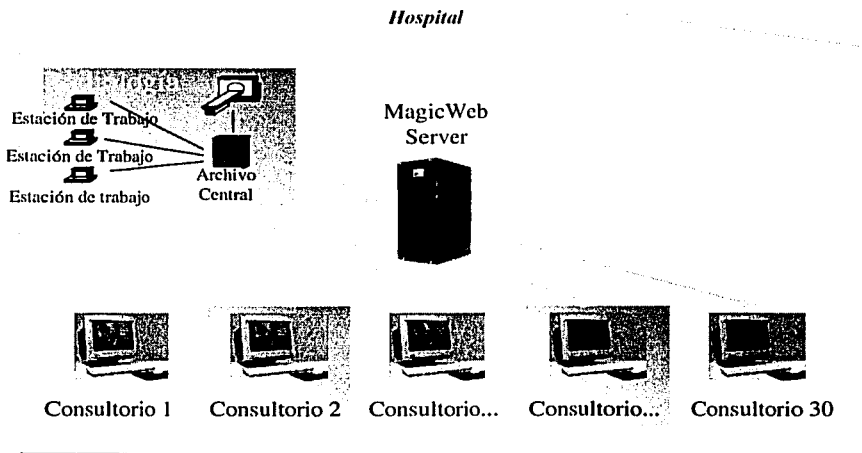 Hospital
Estación de Trabajo
Estación de Trabajo
Estación de trabajo
Archivo
Central
MagicWeb
Server
Consultorio 1
Consultorio 2
Consultorio...
Consultorio...
Consultorio 30